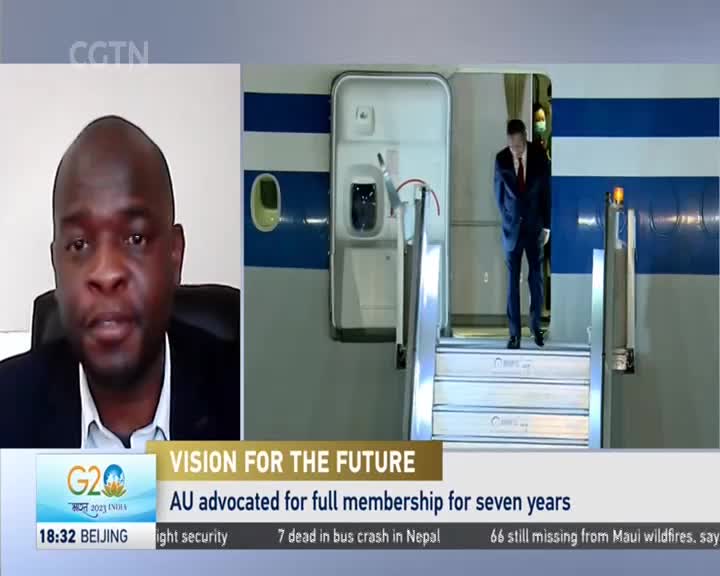 CGTN
VISION FOR THE FUTURE
G20
भारत 2023 INDIA
AU advocated for full membership for seven years
18:32 BEIJING
ight security 7 dead in bus crash in Nepal 66 still missing from Maui wildfires, say